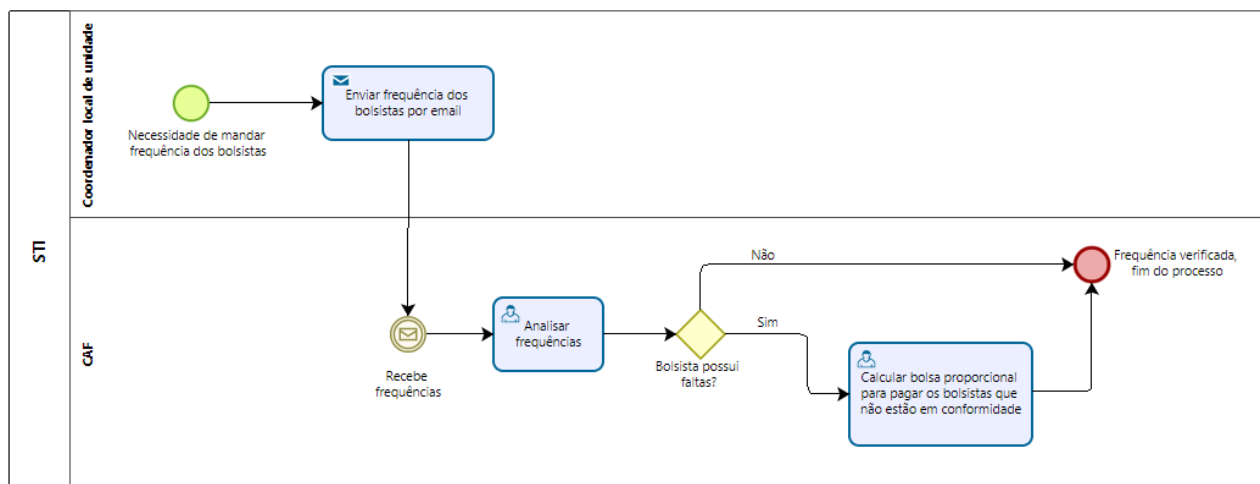 STI
Coordenador local de unidade
Necessidade de mandar
frequência dos bolsistas
Enviar frequência dos
bolsistas por email
CAF
Recebe
frequências
Analisar
frequências
Bolsista possui
faltas?
Não
Sim
Calcular bolsa proporcional
para pagar os bolsistas que
não estão em conformidade
Frequência verificada,
fim do processo